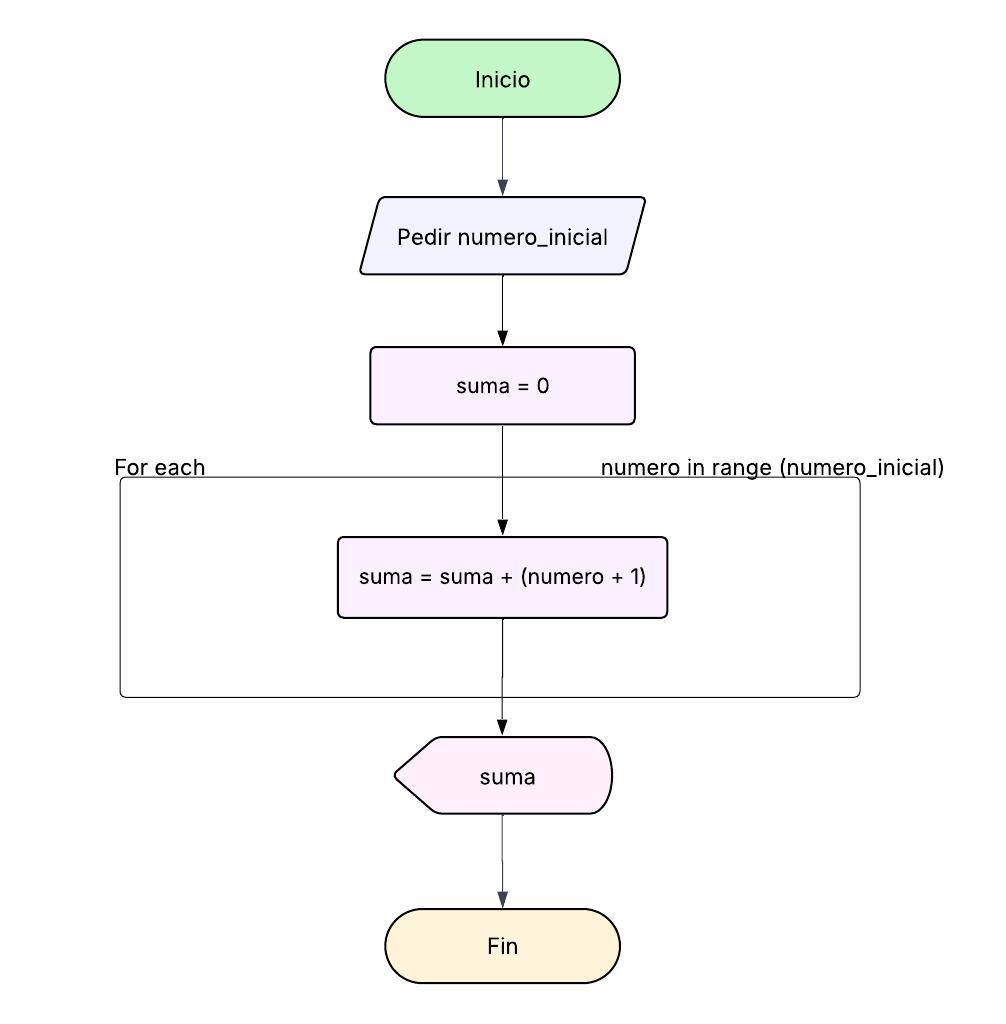 Inicio
Pedir numero_inicial
suma = 0
For each
numero in range (numero_inicial)
suma = suma + (numero + 1)
suma
Fin